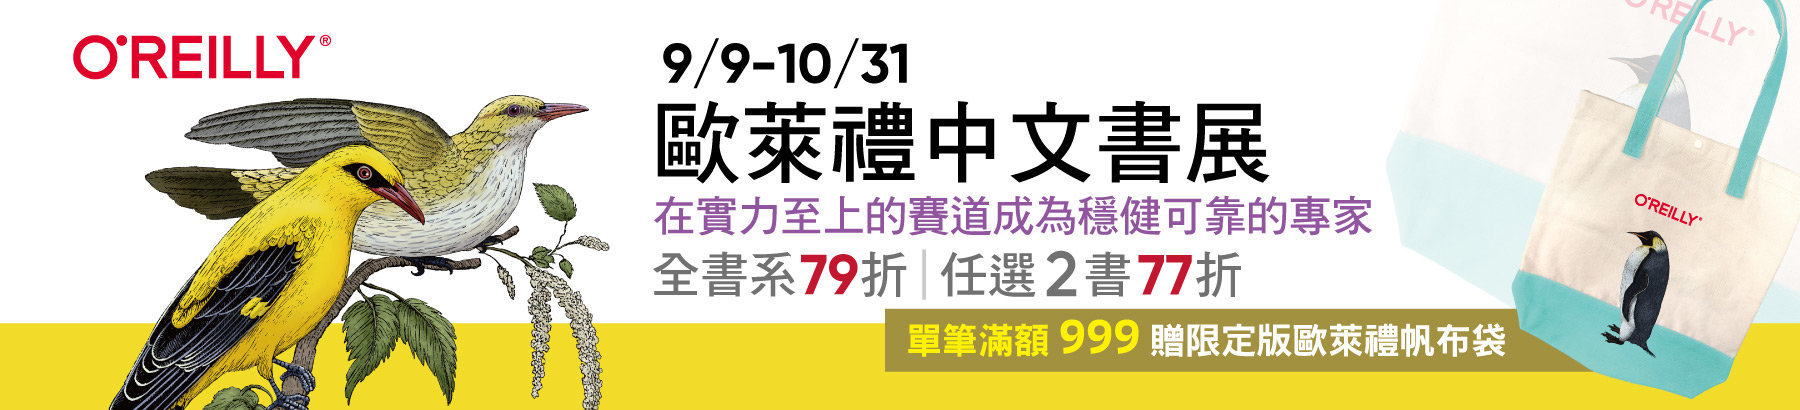 O'REILLY®
9/9-10/31
歐萊禮中文書展
在實力至上的賽道成為穩健可靠的專家
全書系79折|任選2書77折
單筆滿額 999 贈限定版歐萊禮帆布袋
O'REILLY®
O'REILLY®